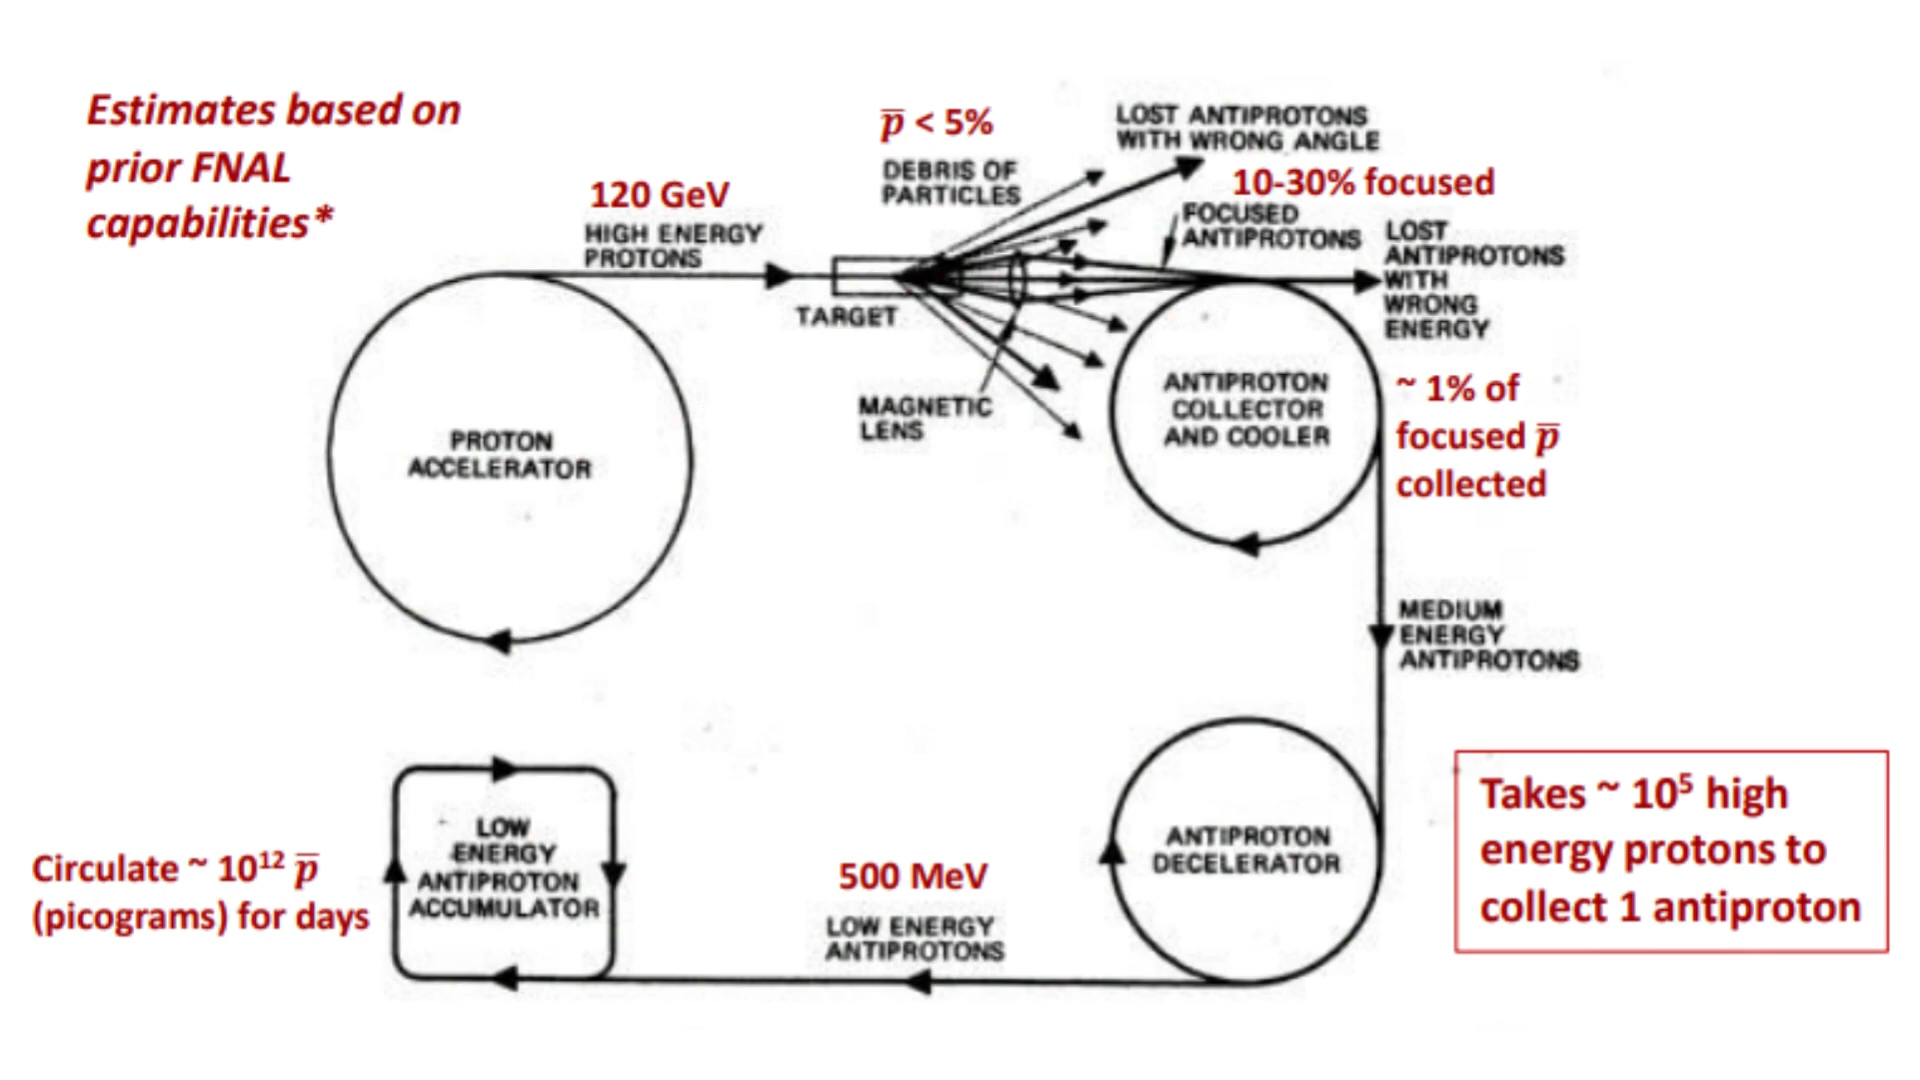 Estimates based on
prior FNAL
capabilities*
120 GeV
HIGH ENERGY
PROTONS
p̅ < 5%
DEBRIS OF
PARTICLES
LOST ANTIPROTONS
WITH WRONG ANGLE
10-30% focused
FOCUSED
ANTIPROTONS
LOST
ANTIPROTONS
WITH
WRONG
ENERGY
TARGET
MAGNETIC
LENS
PROTON
ACCELERATOR
ANTIPROTON
COLLECTOR
AND COOLER
~ 1% of
focused p̅
collected
MEDIUM
ENERGY
ANTIPROTONS
Takes ~ 10⁵ high
energy protons to
collect 1 antiproton
ANTIPROTON
DECELERATOR
500 MeV
LOW ENERGY
ANTIPROTONS
LOW
ENERGY
ANTIPROTON
ACCUMULATOR
Circulate ~ 10¹² p̅
(picograms) for days